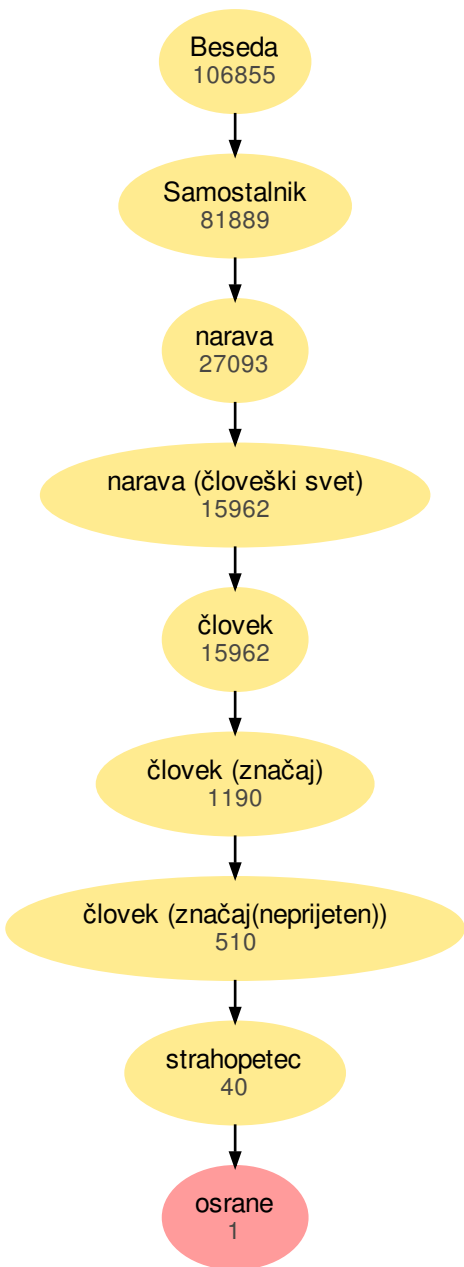 Beseda
106855
Samostalnik
81889
narava
27093
narava (človeški svet)
15962
človek
15962
človek (značaj)
1190
človek (značaj(neprijeten))
510
strahopetec
40
osrane
1